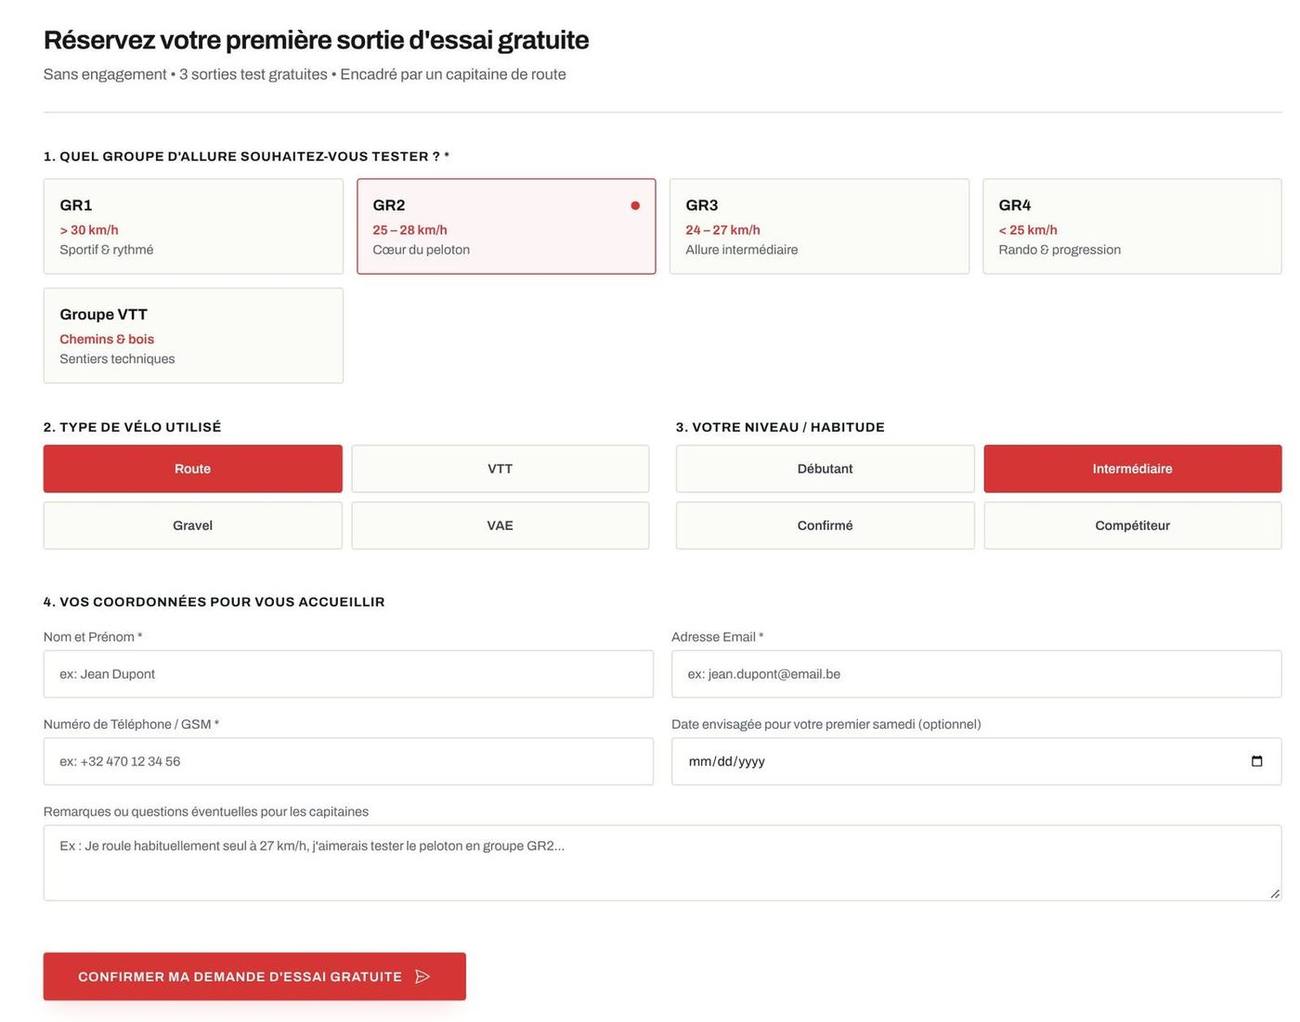 Réservez votre première sortie d'essai gratuite
Sans engagement • 3 sorties test gratuites • Encadré par un capitaine de route
1. QUEL GROUPE D'ALLURE SOUHAITEZ-VOUS TESTER ? *
GR1
> 30 km/h
Sportif & rythmé
GR2
25 – 28 km/h
Cœur du peloton
GR3
24 – 27 km/h
Allure intermédiaire
GR4
< 25 km/h
Rando & progression
Groupe VTT
Chemins & bois
Sentiers techniques
2. TYPE DE VÉLO UTILISÉ
Route
VTT
Gravel
VAE
3. VOTRE NIVEAU / HABITUDE
Débutant
Intermédiaire
Confirmé
Compétiteur
4. VOS COORDONNÉES POUR VOUS ACCUEILLIR
Nom et Prénom *
ex: Jean Dupont
Adresse Email *
ex: jean.dupont@email.be
Numéro de Téléphone / GSM *
ex: +32 470 12 34 56
Date envisagée pour votre premier samedi (optionnel)
mm/dd/yyyy
Remarques ou questions éventuelles pour les capitaines
Ex : Je roule habituellement seul à 27 km/h, j'aimerais tester le peloton en groupe GR2...
CONFIRMER MA DEMANDE D'ESSAI GRATUITE